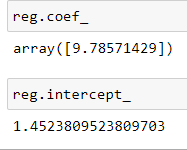 reg.coef_
array([9.78571429])
reg.intercept_
1.4523809523809703